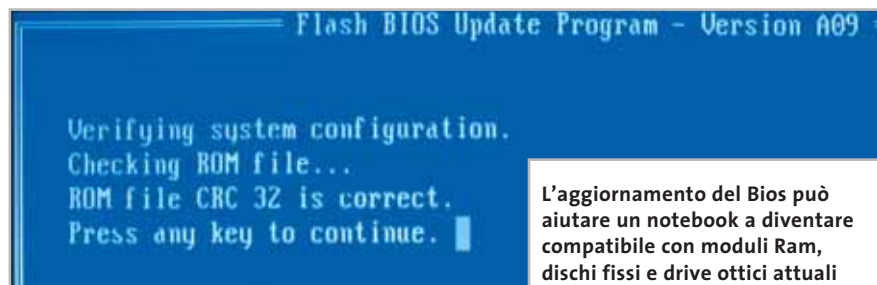 Flash BIOS Update Program - Version A09
Verifying system configuration.
Checking ROM file...
ROM file CRC 32 is correct.
Press any key to continue.
L'aggiornamento del Bios può
aiutare un notebook a diventare
compatibile con moduli Ram,
dischi fissi e drive ottici attuali